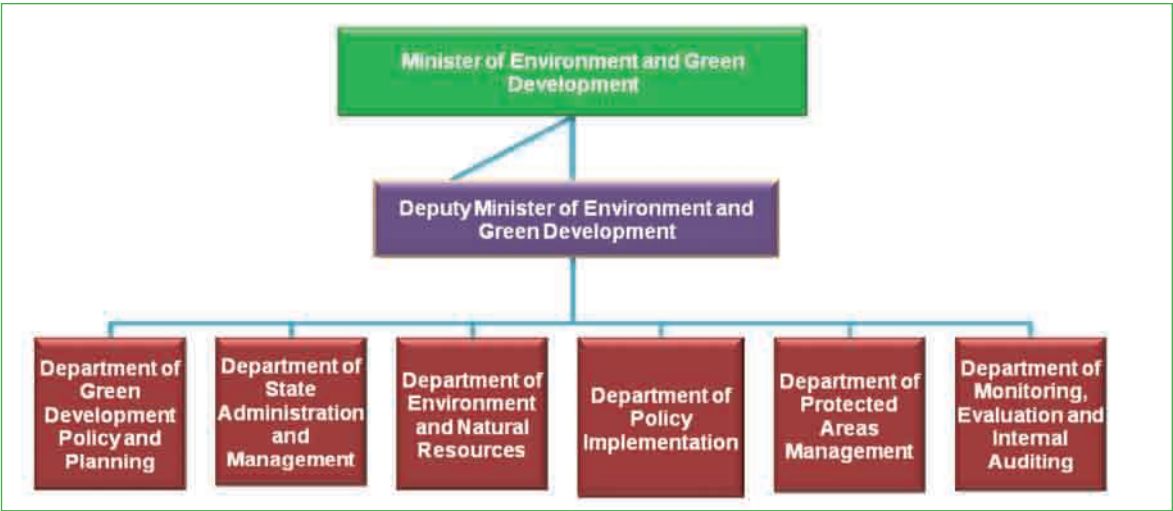 Minister of Environment and Green
Development
Deputy Minister of Environment and
Green Development
Department of
Green
Development
Policy and
Planning
Department of
State
Administration
and
Management
Department of
Environment
and Natural
Resources
Department of
Policy
Implementation
Department of
Protected
Areas
Management
Department of
Monitoring,
Evaluation and
Internal
Auditing